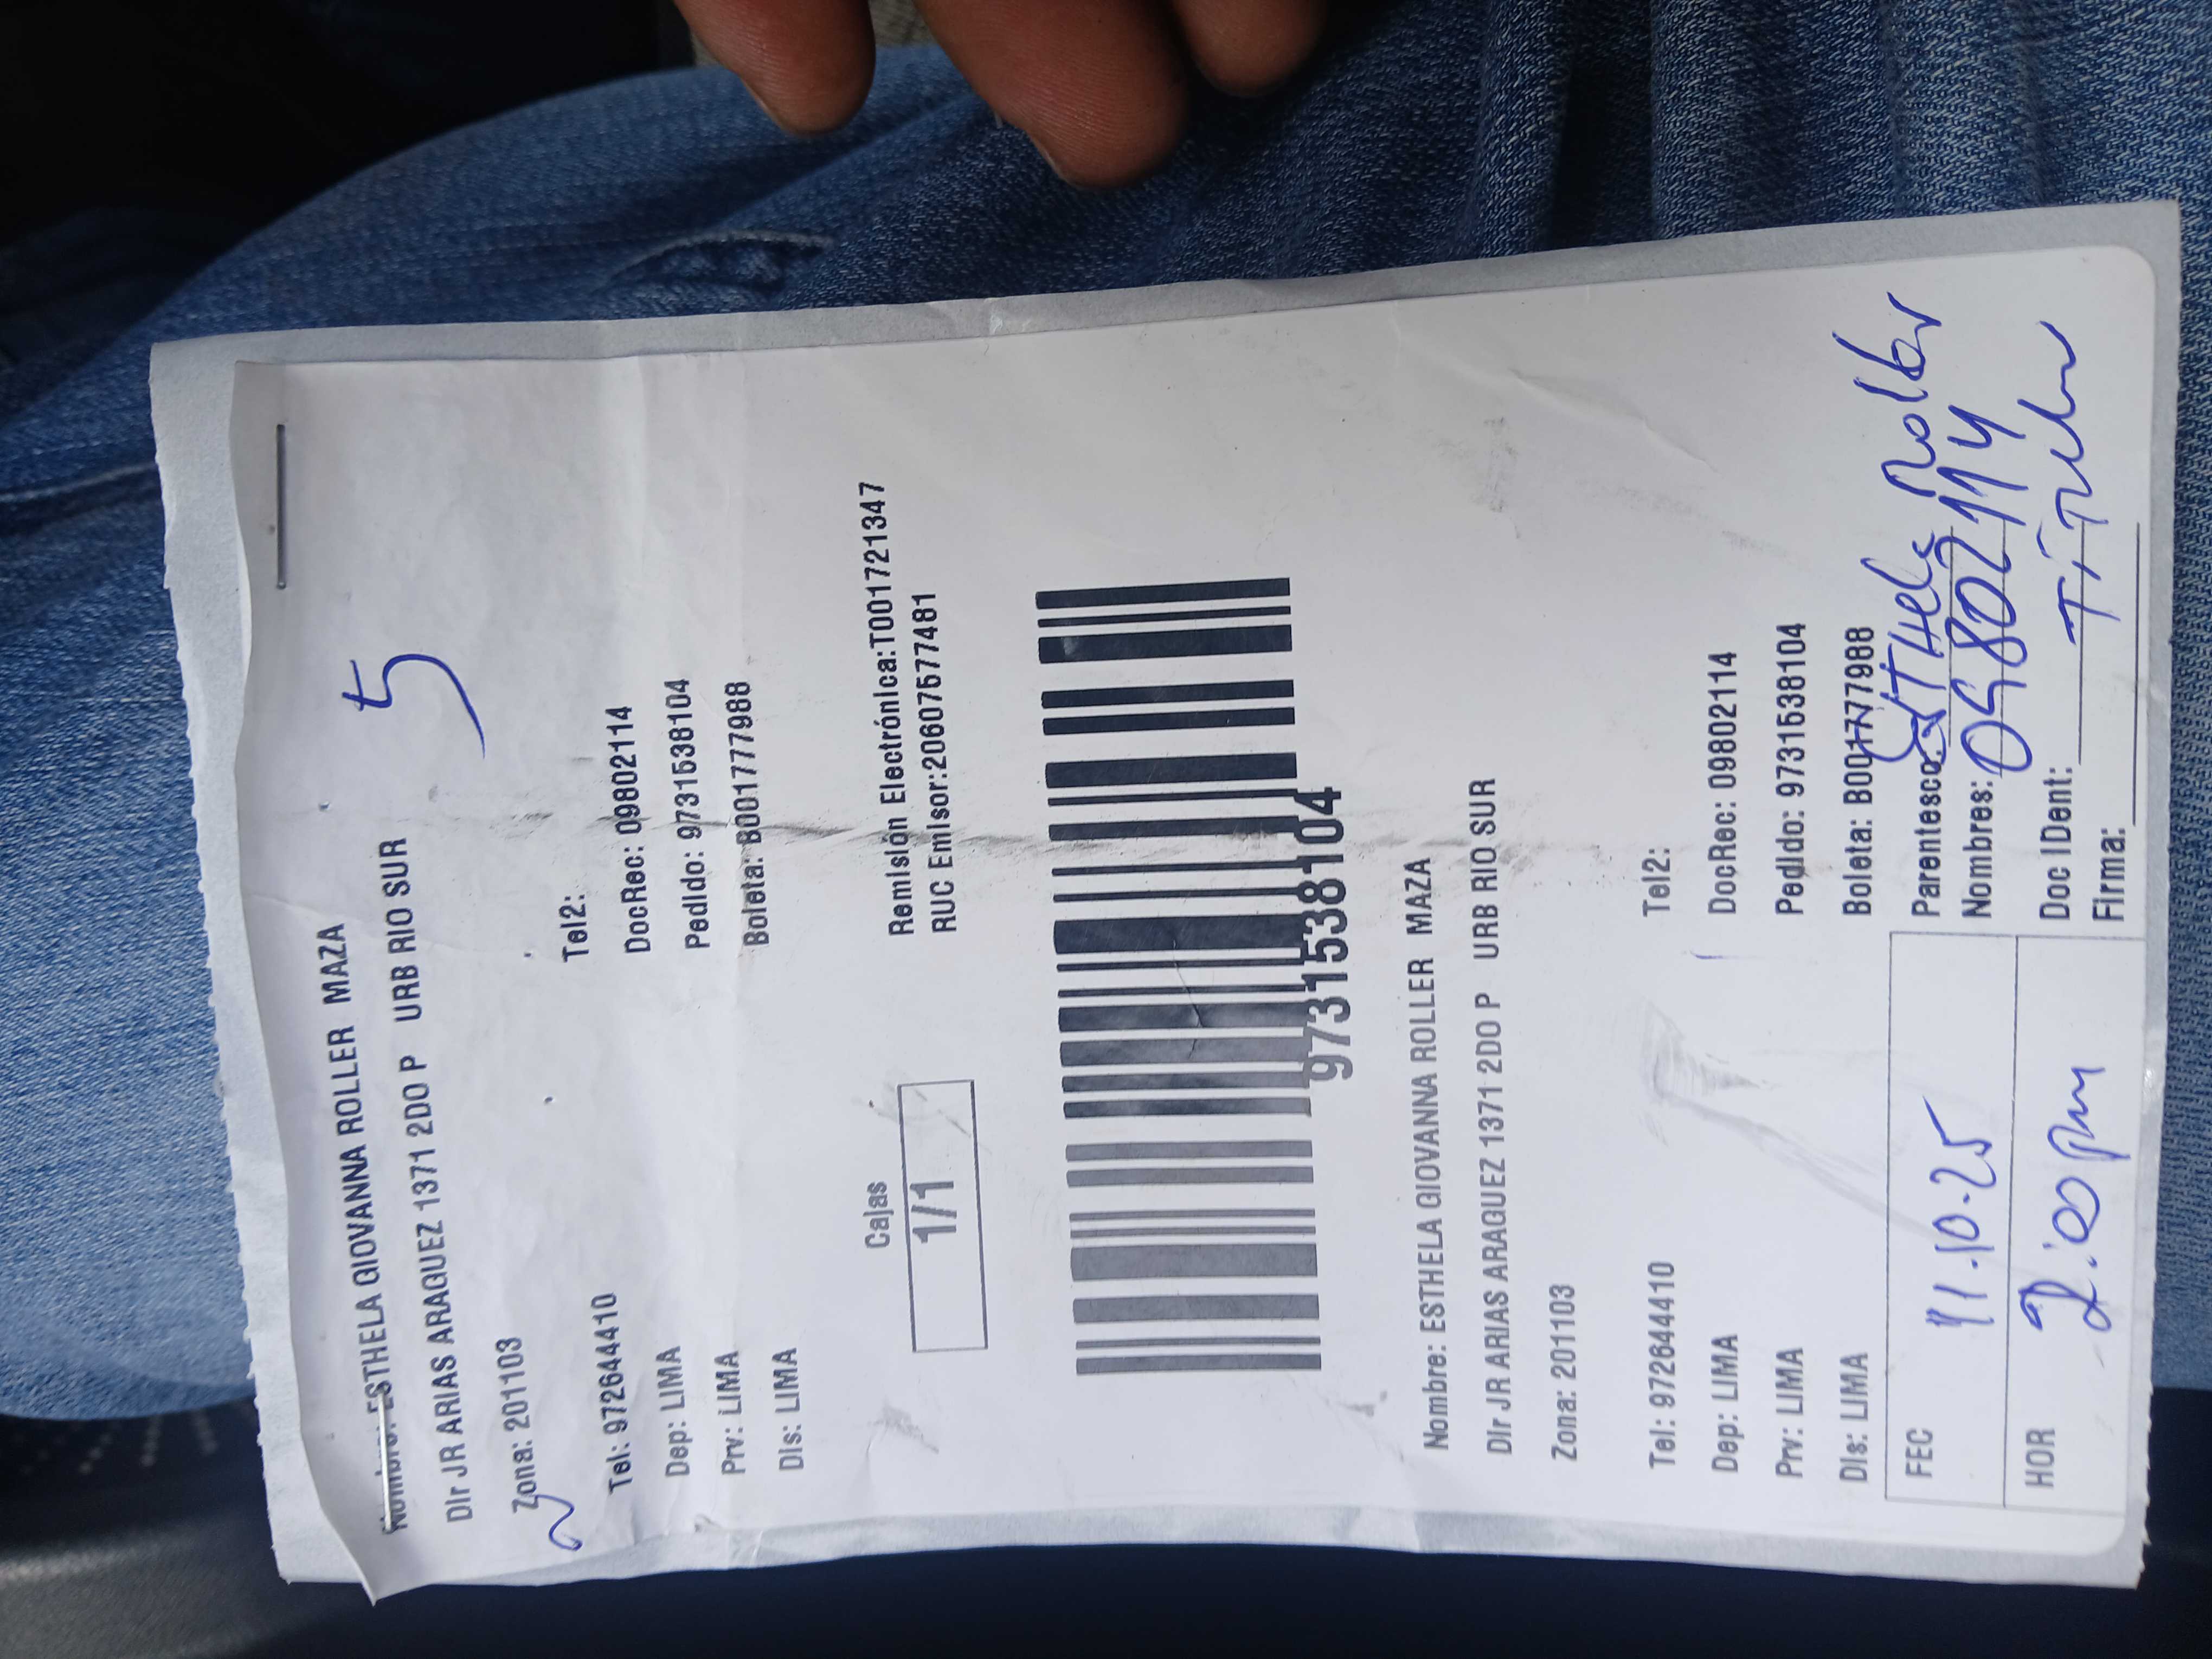 5
Nombre: ESTHELA GIOVANNA ROLLER MAZA
Dir JR ARIAS ARAGUEZ 1371 2DO P URB RIO SUR
Zona: 201103
Tel: 972644410 Tel2:
Dep: LIMA DocRec: 09802114
Prv: LIMA Pedido: 9731538104
Dis: LIMA Boleta: B001777988
Cajas
1/1
Remisión Electrónica:T001721347
RUC Emisor:20607577481
9731538104
Nombre: ESTHELA GIOVANNA ROLLER MAZA
Dir JR ARIAS ARAGUEZ 1371 2DO P URB RIO SUR
Zona: 201103
Tel: 972644410 Tel2:
Dep: LIMA DocRec: 09802114
Prv: LIMA Pedido: 9731538104
Dis: LIMA Boleta: B001777988
FEC 11.10.25
HOR 2:00 pm
Parentesco: Esthela Roller
Nombres: 09802114
Doc IDent:
Firma: